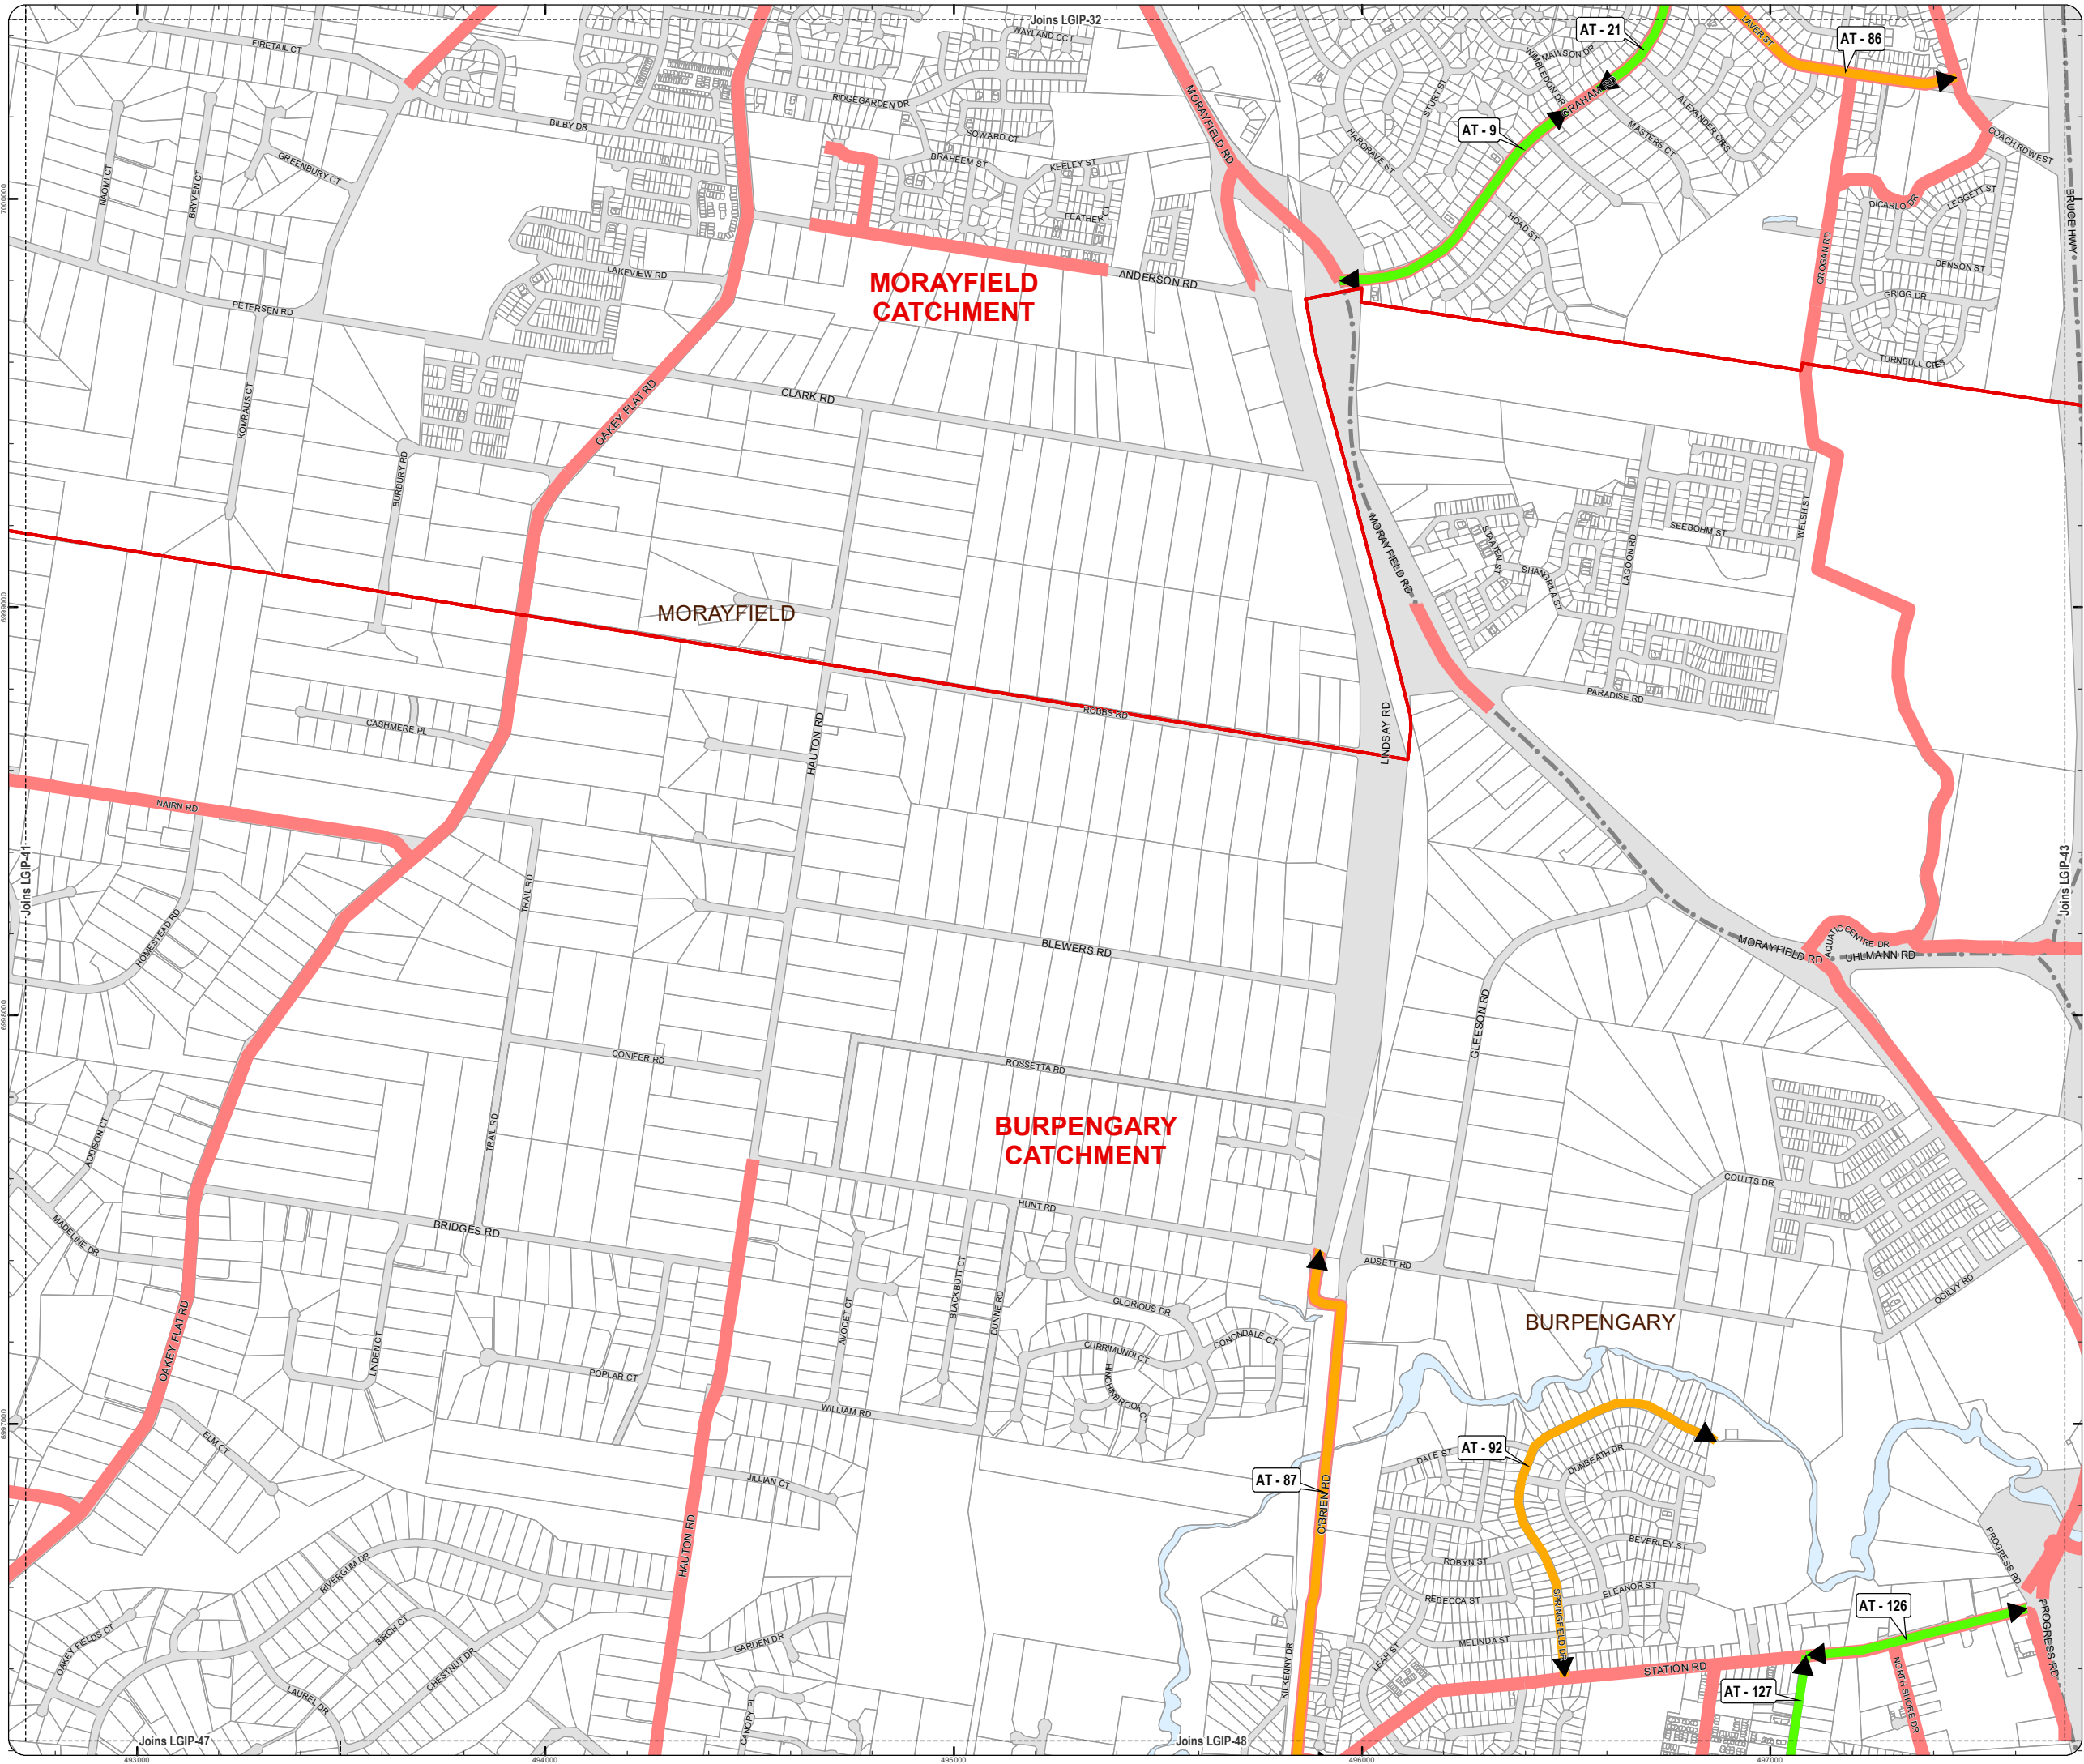 Joins LGIP-32
FIRETAIL CT
WAYLAND CCT
AT - 21
LAVER ST
AT - 86
MAWSON DR
WIMBLEDON DR
RIDGEGARDEN DR
MORAYFIELD RD
STURT ST
GRAHAM RD
ALEXANDER CRES
BILBY DR
SOWARD CT
AT - 9
HARGRAVE ST
MASTERS CT
COACH RD WEST
GREENBURY CT
NAOMI CT
BRYVEN CT
BRAHEEM ST
KEELEY ST
FEATHER CT
HOAD ST
DICARLO DR
LEGGETT ST
BRUCE HWY
7000000
LAKEVIEW RD
ANDERSON RD
GROGAN RD
DENSON ST
GRIGG DR
MORAYFIELD
CATCHMENT
PETERSEN RD
TURNBULL CRES
KOMRAUS CT
OAKEY FLAT RD
CLARK RD
BURBURY RD
MORAYFIELD RD
STAATEN ST
SHANGRILA ST
LAGOON RD
SEEBOHM ST
WELSH ST
6999000
MORAYFIELD
CASHMERE PL
HAUTON RD
ROBBS RD
LINDSAY RD
PARADISE RD
NAIRN RD
Joins LGIP-41
Joins LGIP-43
TRAIL RD
HOMESTEAD RD
BLEWERS RD
MORAYFIELD RD
AQUATIC CENTRE DR
UHLMANN RD
6998000
GLEESON RD
CONIFER RD
ROSSETTA RD
ADDISON CT
TRAIL RD
BURPENGARY
CATCHMENT
COUTTS DR
MADELINE DR
BRIDGES RD
HUNT RD
ADSETT RD
OGILVY RD
BLACKBUTT CT
DUNNE RD
GLORIOUS DR
AVOCET CT
OAKEY FLAT RD
LINDEN CT
POPLAR CT
CURRIMUNDI CT
CONONDALE CT
HINCHINBROOK CT
BURPENGARY
6997000
ELM CT
WILLIAM RD
JILLIAN CT
AT - 87
O'BRIEN RD
DALE ST
AT - 92
DUNBEATH DR
HAUTON RD
RIVERGUM DR
ROBYN ST
BEVERLEY ST
REBECCA ST
ELEANOR ST
SPRINGFIELD DR
PROGRESS RD
AT - 126
OAKEY FIELDS CT
BIRCH CT
CHESTNUT DR
GARDEN DR
KILKENNY DR
LEAH ST
MELINDA ST
STATION RD
PROGRESS RD
LAUREL DR
CANOPY PL
AT - 127
NORTH SHORE DR
Joins LGIP-47
Joins LGIP-48
493000
494000
495000
496000
497000